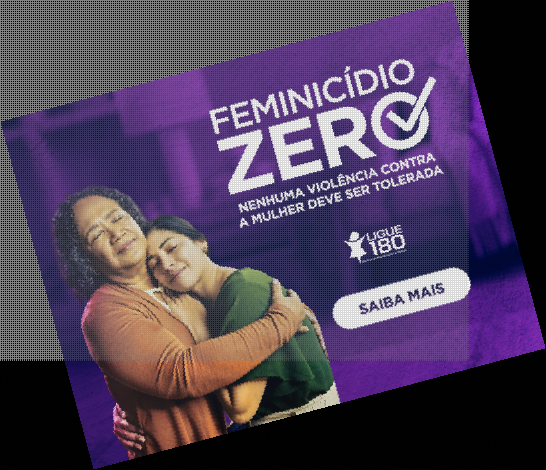 FEMINICÍDIO
ZERO
NENHUMA VIOLÊNCIA CONTRA
A MULHER DEVE SER TOLERADA
LIGUE
180
SAIBA MAIS